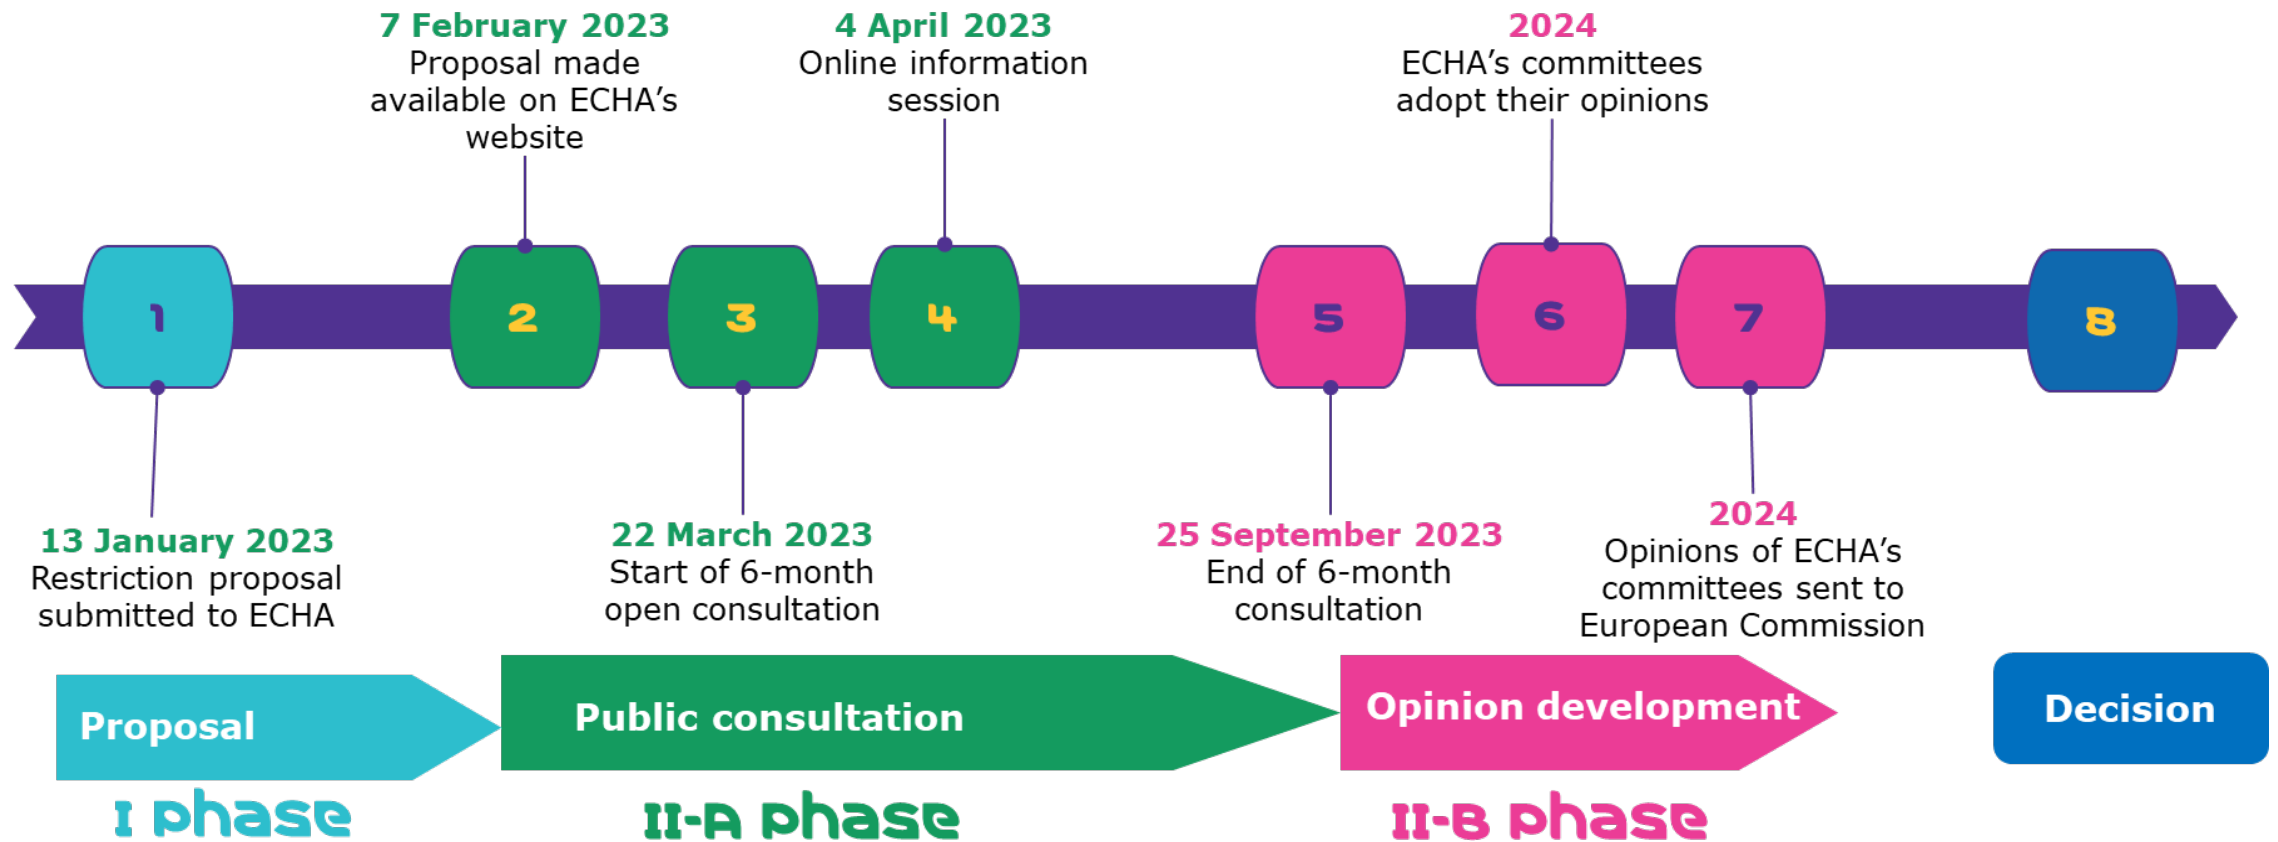 7 February 2023
Proposal made
available on ECHA’s
website
4 April 2023
Online information
session
2024
ECHA’s committees
adopt their opinions
1
2
3
4
5
6
7
8
13 January 2023
Restriction proposal
submitted to ECHA
22 March 2023
Start of 6-month
open consultation
25 September 2023
End of 6-month
consultation
2024
Opinions of ECHA’s
committees sent to
European Commission
Proposal
Public consultation
Opinion development
Decision
I phase
II-A phase
II-B phase